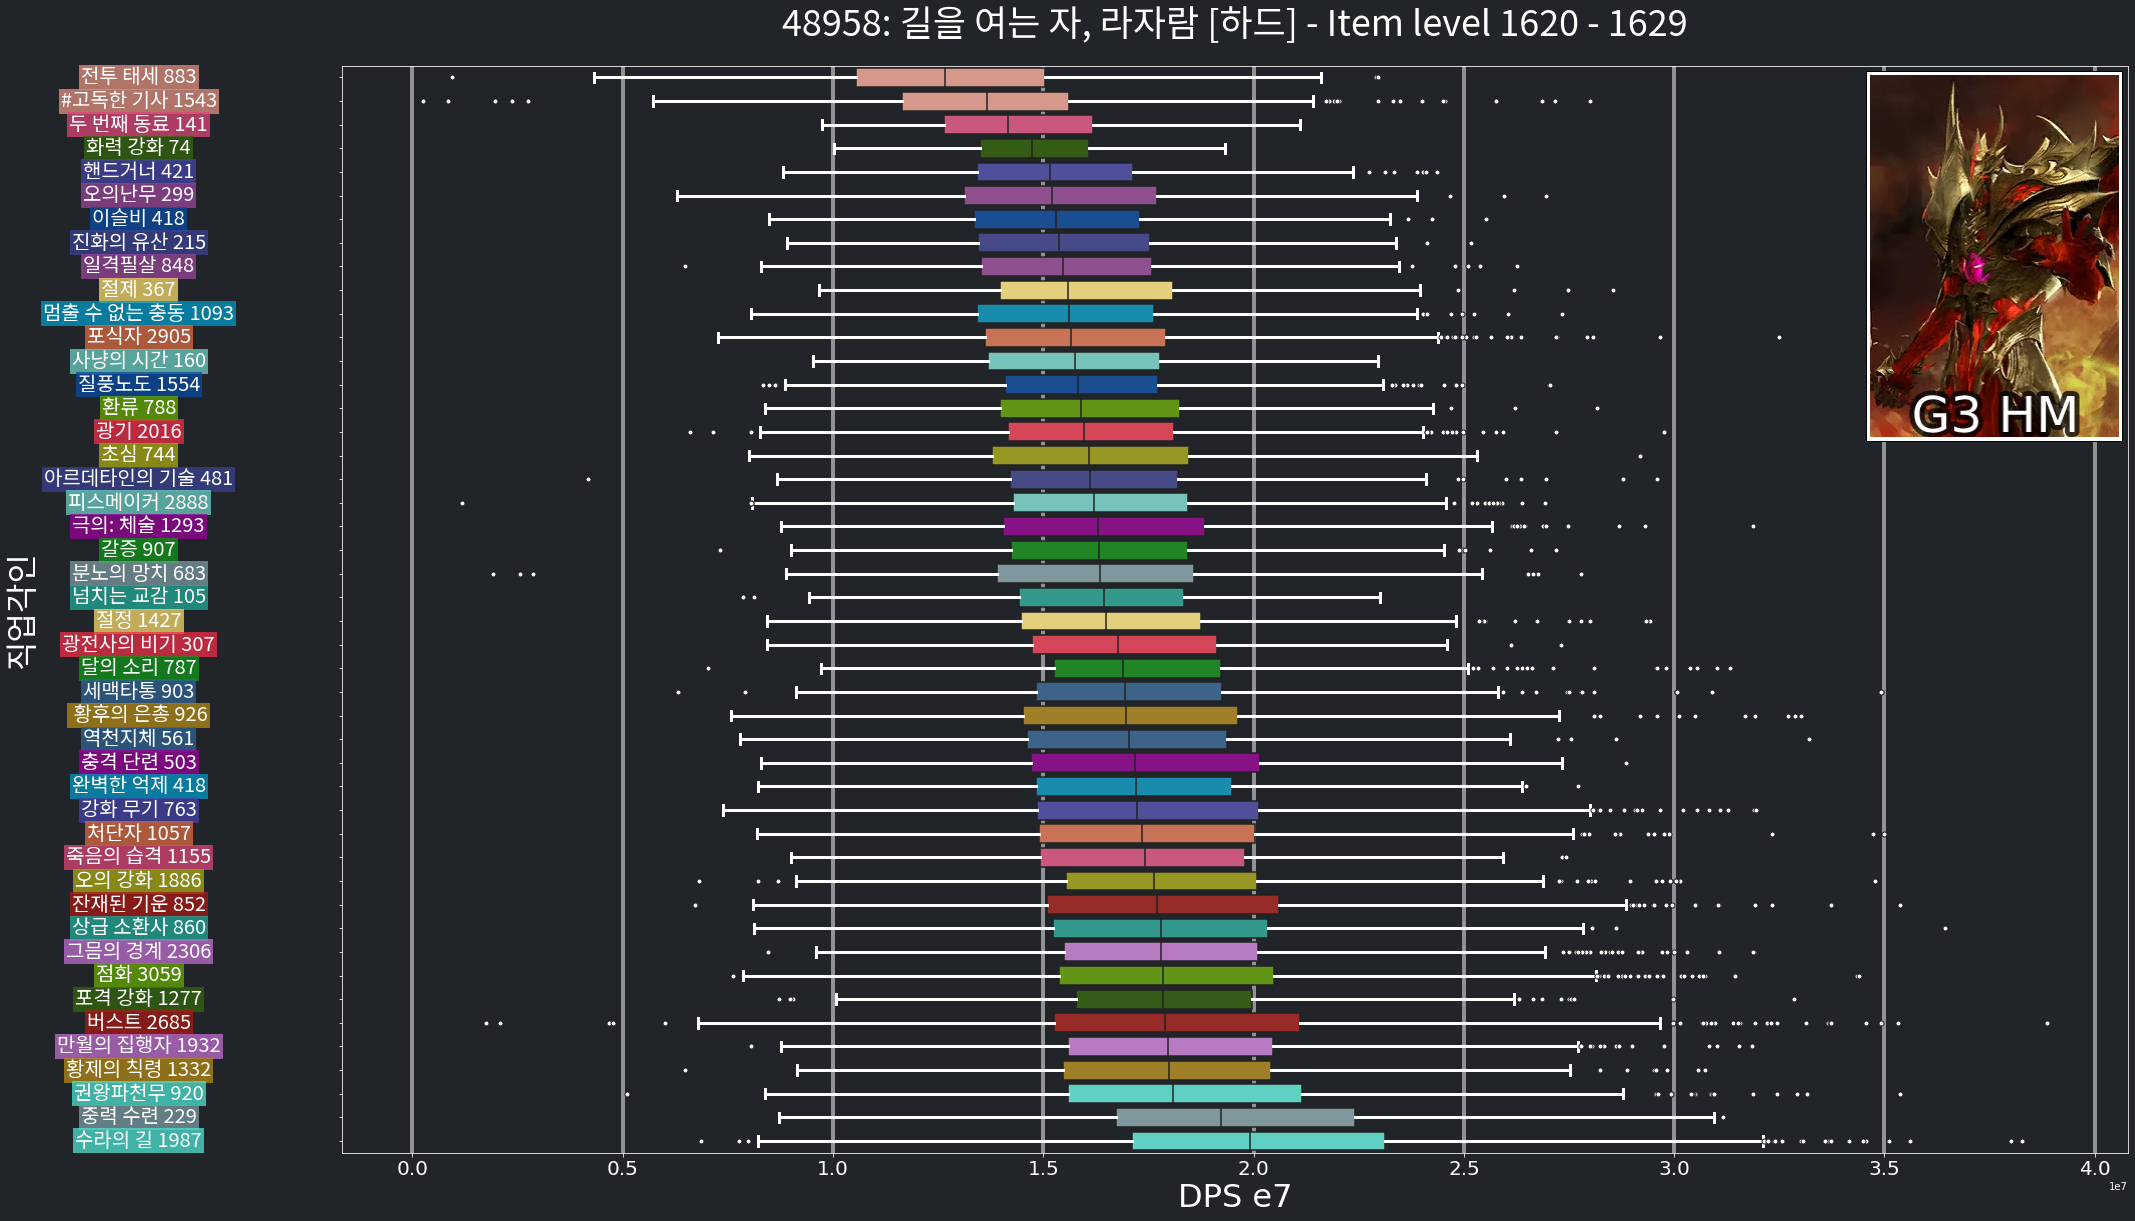 48958: 길을 여는 자, 라자람 [하드] - Item level 1620 - 1629
전투 태세 883
#고독한 기사 1543
두 번째 동료 141
화력 강화 74
핸드거너 421
오의난무 299
이슬비 418
진화의 유산 215
일격필살 848
절제 367
멈출 수 없는 충동 1093
포식자 2905
사냥의 시간 160
질풍노도 1554
환류 788
광기 2016
초심 744
아르데타인의 기술 481
피스메이커 2888
극의: 체술 1293
갈증 907
분노의 망치 683
넘치는 교감 105
절정 1427
광전사의 비기 307
달의 소리 787
세맥타통 903
황후의 은총 926
역천지체 561
충격 단련 503
완벽한 억제 418
강화 무기 763
처단자 1057
죽음의 습격 1155
오의 강화 1886
잔재된 기운 852
상급 소환사 860
그믐의 경계 2306
점화 3059
포격 강화 1277
버스트 2685
만월의 집행자 1932
황제의 칙령 1332
권왕파천무 920
중력 수련 229
수라의 길 1987
직업각인
G3 HM
0.0 0.5 1.0 1.5 2.0 2.5 3.0 3.5 4.0
1e7
DPS e7